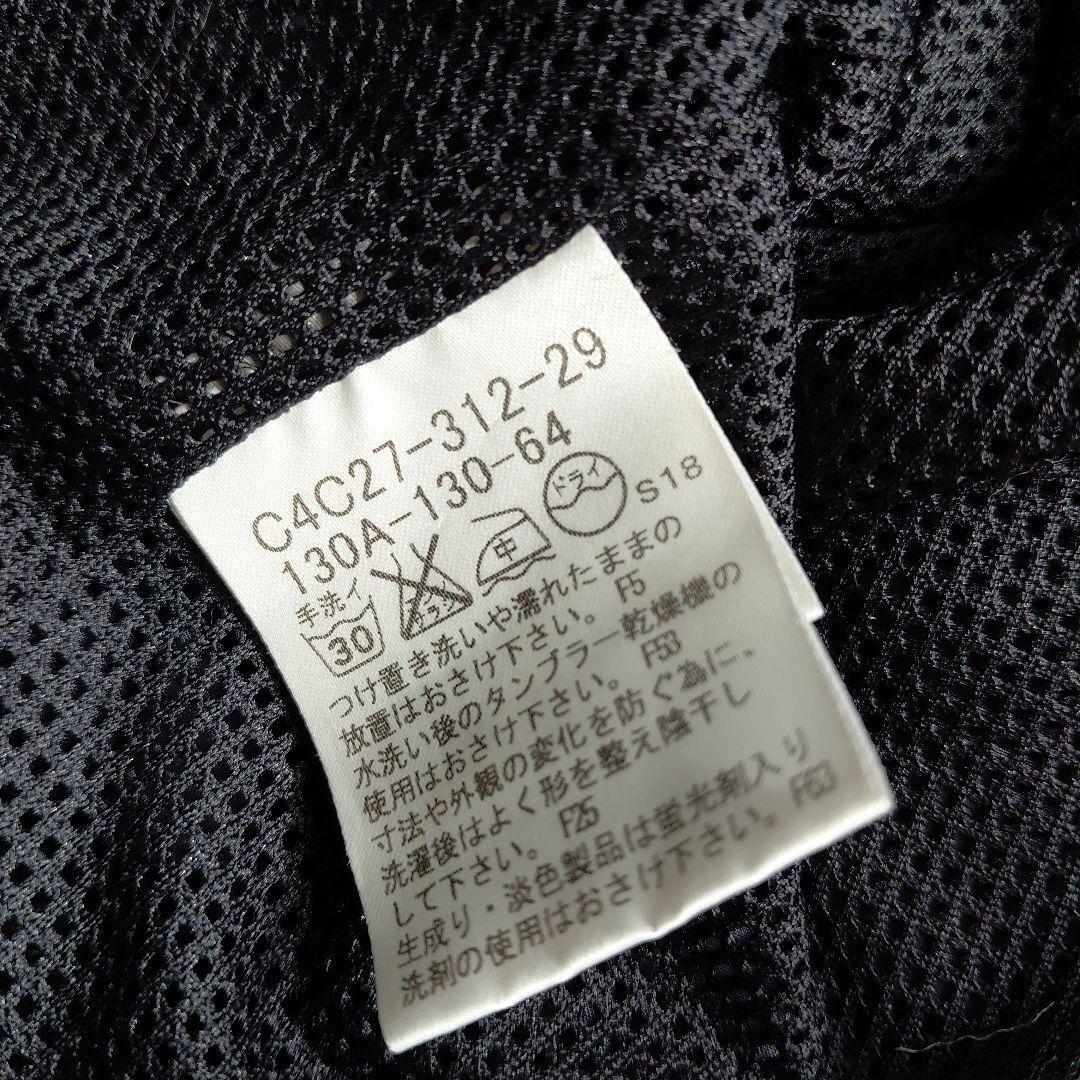 C4C27-312-29
130A-130-64
手洗イ
30
中
ドライ
S18
つけ置き洗いや濡れたままの
放置はおさけ下さい。 F5
水洗い後のタンブラー乾燥機の
使用はおさけ下さい。 F53
寸法や外観の変化を防ぐ為に、
洗濯後はよく形を整え陰干し
して下さい。 F25
生成り・淡色製品は蛍光剤入り
洗剤の使用はおさけ下さい。 F63